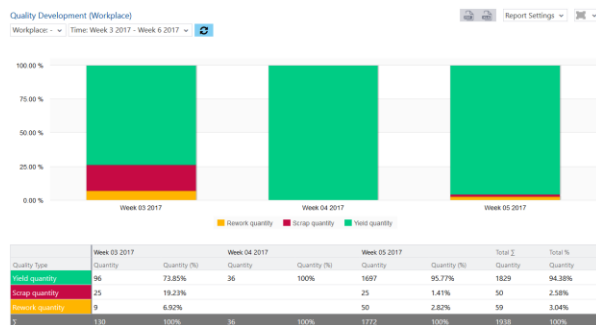 Quality Development (Workplace)
Report Settings
Workplace: - Time: Week 3 2017 - Week 6 2017
100.00 %
75.00 %
50.00 %
25.00 %
0.00 %
Week 03 2017 Week 04 2017 Week 05 2017
Rework quantity Scrap quantity Yield quantity
Week 03 2017 Week 04 2017 Week 05 2017 Total Σ Total %
Quality Type Quantity Quantity (%) Quantity Quantity (%) Quantity Quantity (%) Quantity Quantity
Yield quantity 96 73.85% 36 100% 1697 95.77% 1829 94.38%
Scrap quantity 25 19.23% 25 1.41% 50 2.58%
Rework quantity 9 6.92% 50 2.82% 59 3.04%
130 100% 36 100% 1772 100% 1938 100%